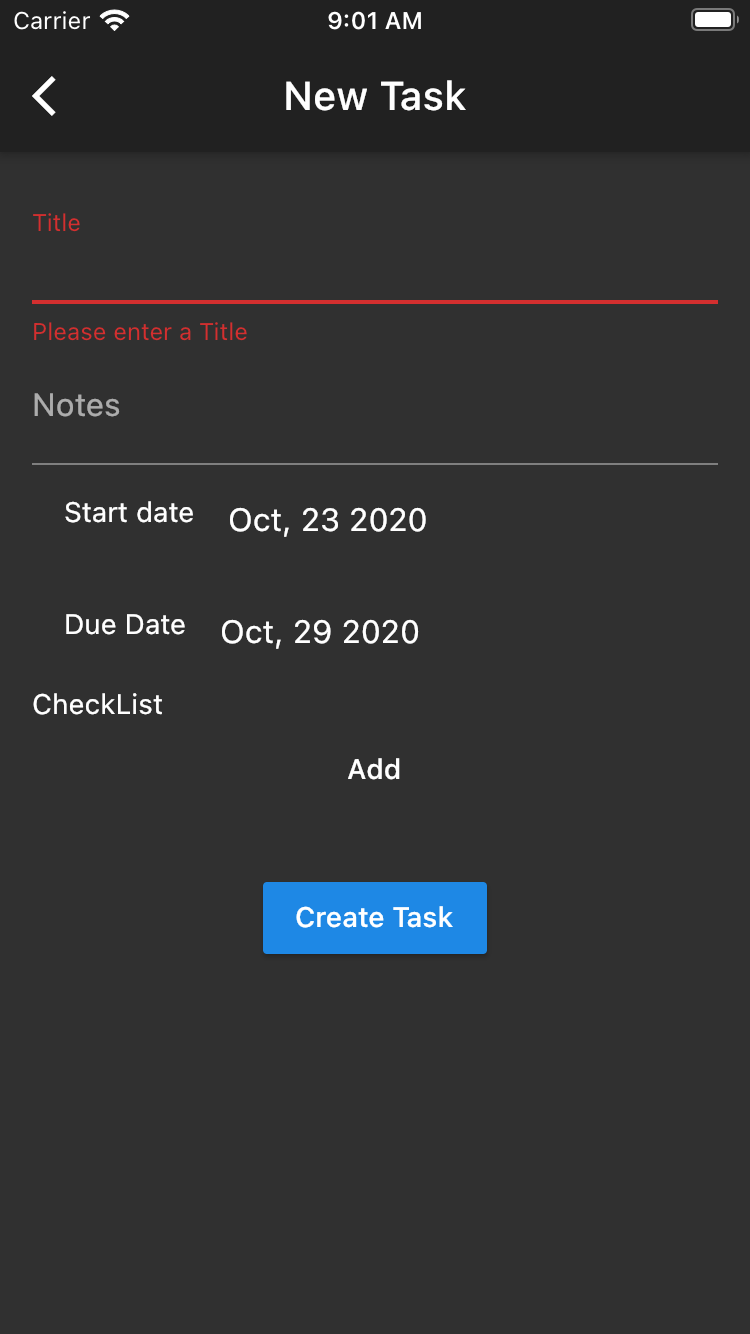 Carrier 9:01 AM
New Task
Title
Please enter a Title
Notes
Start date Oct, 23 2020
Due Date Oct, 29 2020
CheckList
Add
Create Task